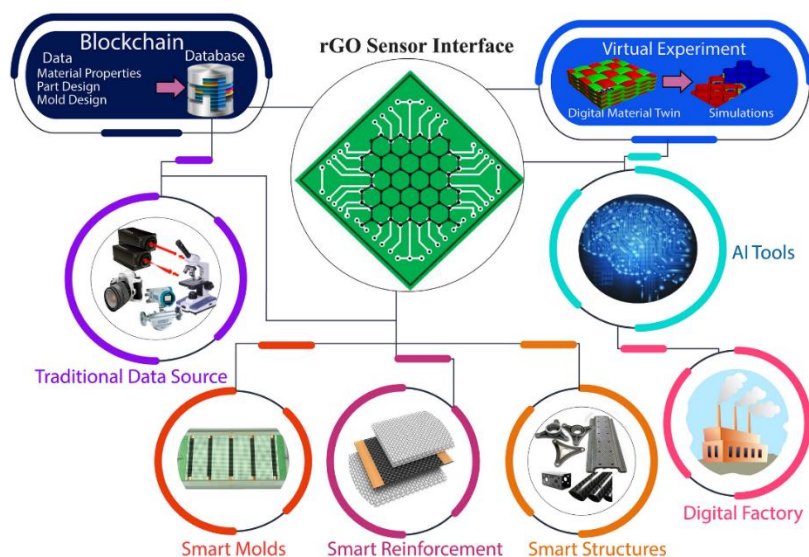 Blockchain
Data
Database
Material Properties
Part Design
Mold Design
rGO Sensor Interface
Virtual Experiment
Digital Material Twin
Simulations
AI Tools
Traditional Data Source
Digital Factory
Smart Molds
Smart Reinforcement
Smart Structures